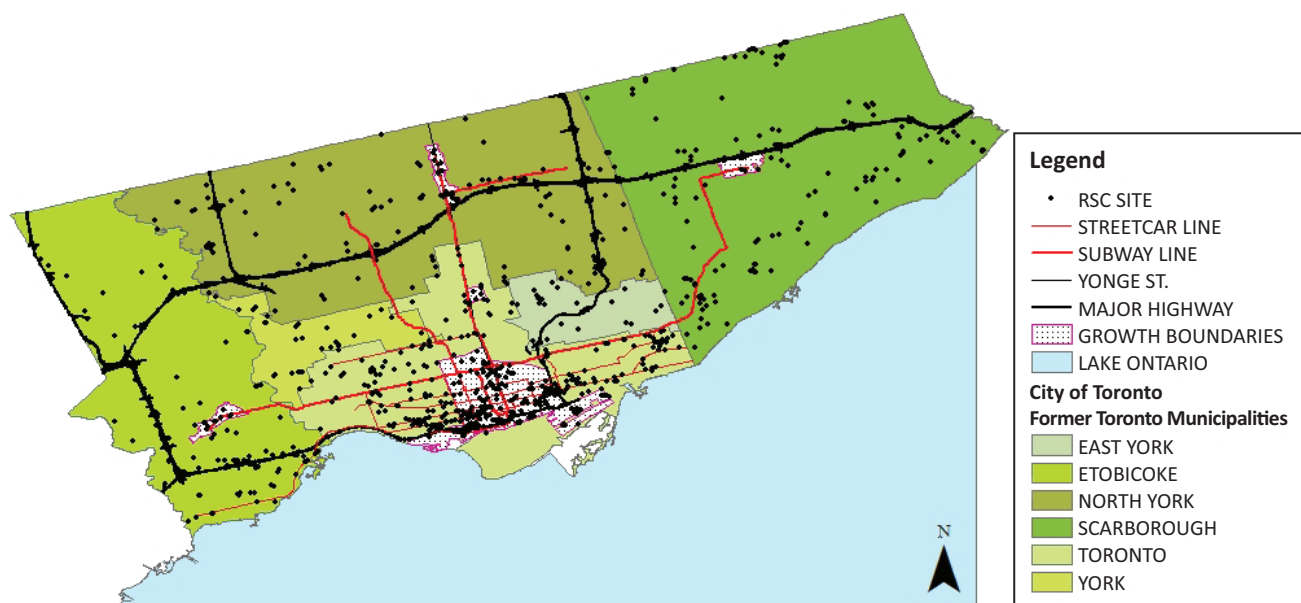 Legend
RSC SITE
STREETCAR LINE
SUBWAY LINE
YONGE ST.
MAJOR HIGHWAY
GROWTH BOUNDARIES
LAKE ONTARIO
City of Toronto
Former Toronto Municipalities
EAST YORK
ETOBICOKE
NORTH YORK
SCARBOROUGH
TORONTO
YORK
N